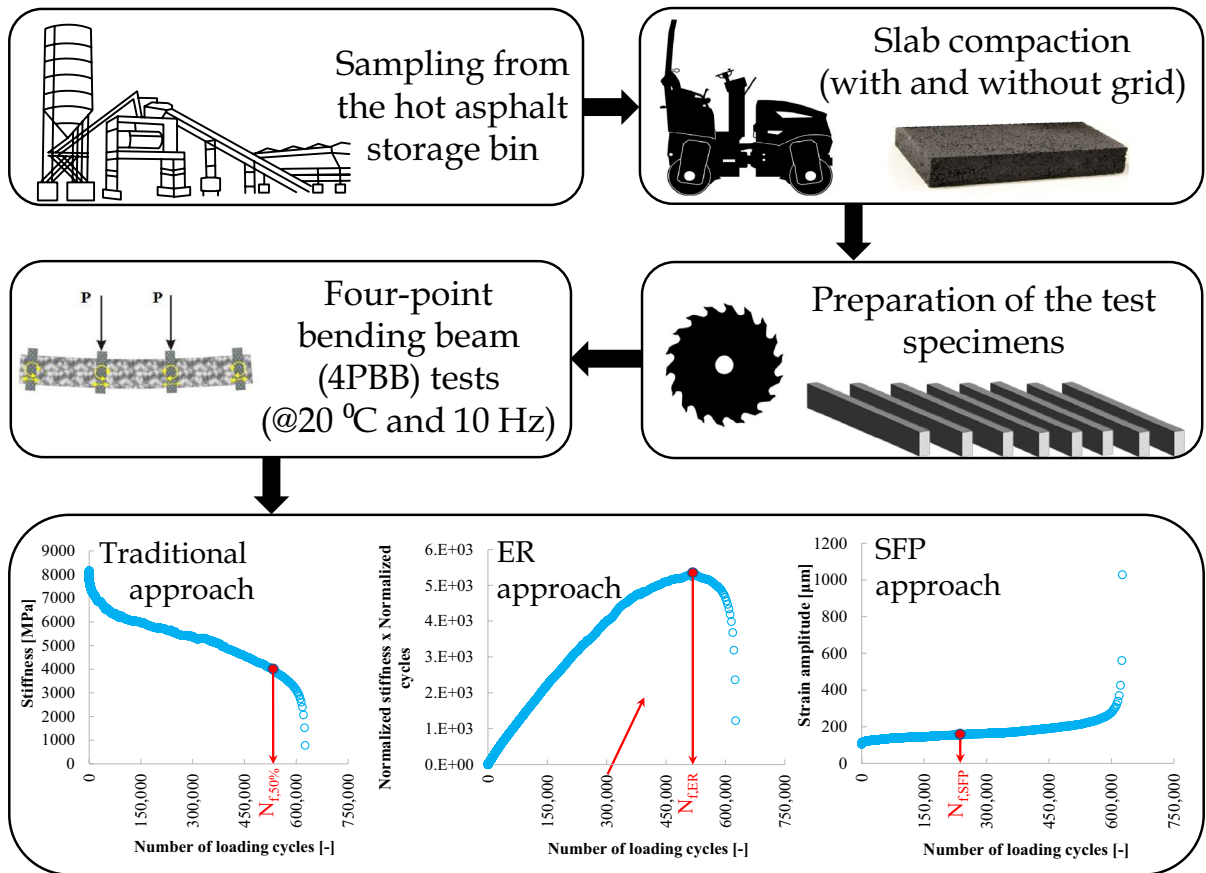 Sampling from
the hot asphalt
storage bin
Slab compaction
(with and without grid)
P
P
Four-point
bending beam
(4PBB) tests
(@20 ⁰C and 10 Hz)
Preparation of the test
specimens
Traditional
approach
Stiffness [MPa]
9000
8000
7000
6000
5000
4000
3000
2000
1000
0
0
150,000
300,000
450,000
600,000
750,000
N_f,50%
Number of loading cycles [-]
ER
approach
Normalized stiffness x Normalized
cycles
6.E+03
5.E+03
4.E+03
3.E+03
2.E+03
1.E+03
0.E+00
0
150,000
300,000
450,000
600,000
750,000
N_f,ER
Number of loading cycles [-]
SFP
approach
Strain amplitude [µm]
1200
1000
800
600
400
200
0
0
150,000
300,000
450,000
600,000
750,000
N_f,SFP
Number of loading cycles [-]